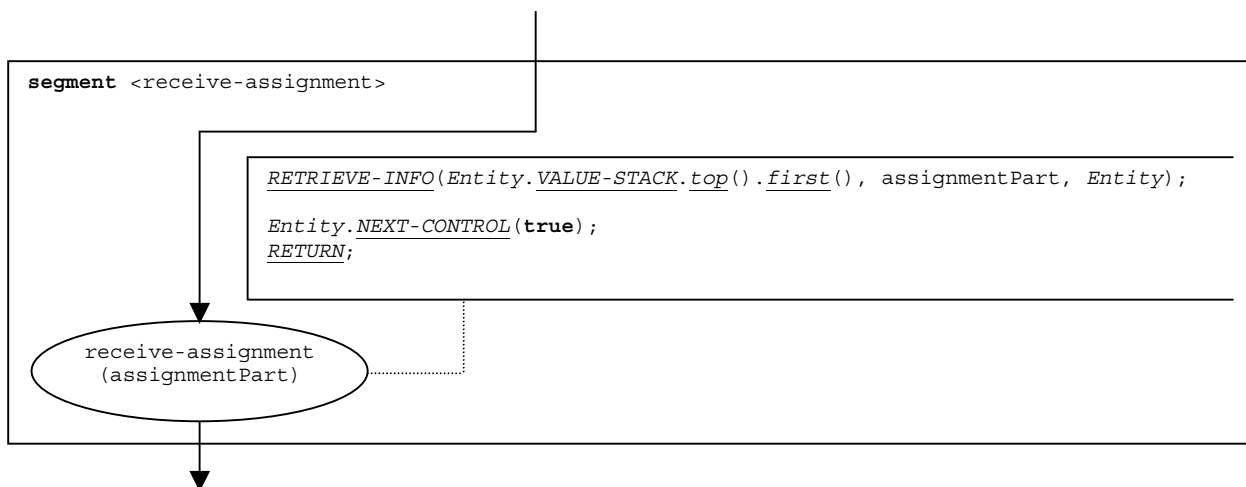 segment <receive-assignment>
RETRIEVE-INFO(Entity.VALUE-STACK.top().first(), assignmentPart, Entity);
Entity.NEXT-CONTROL(true);
RETURN;
receive-assignment
(assignmentPart)